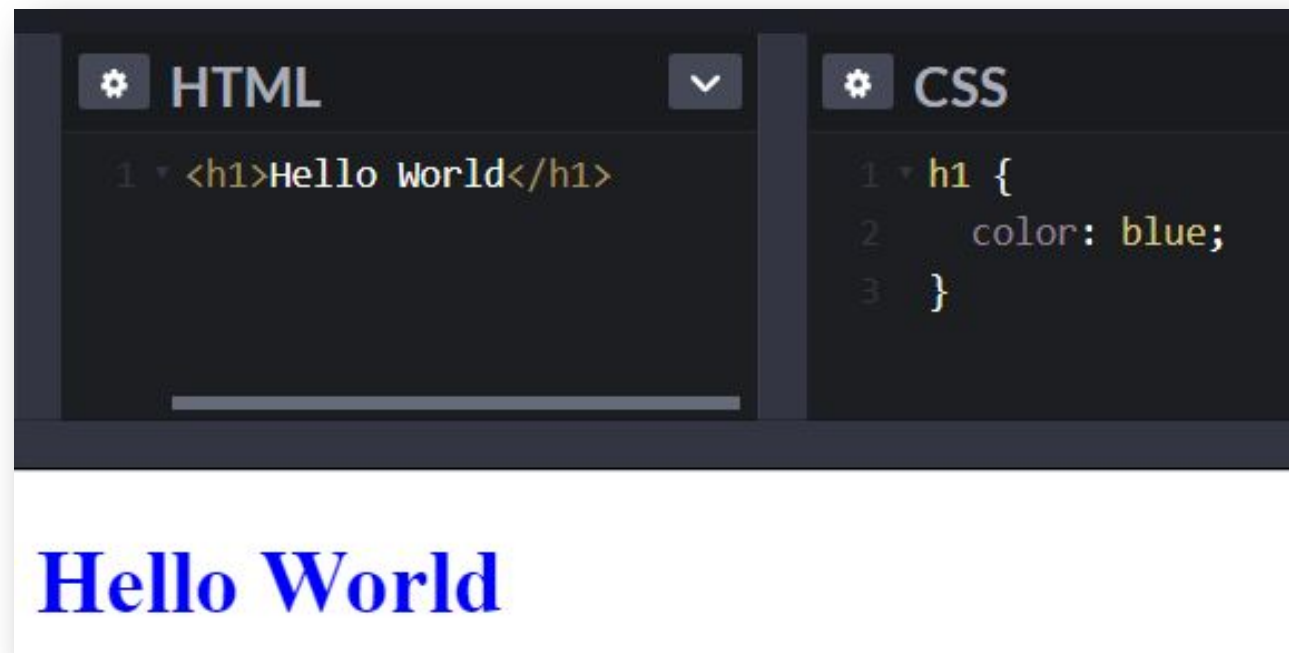 HTML
1 <h1>Hello World</h1>
CSS
1 h1 {
2 color: blue;
3 }
Hello World